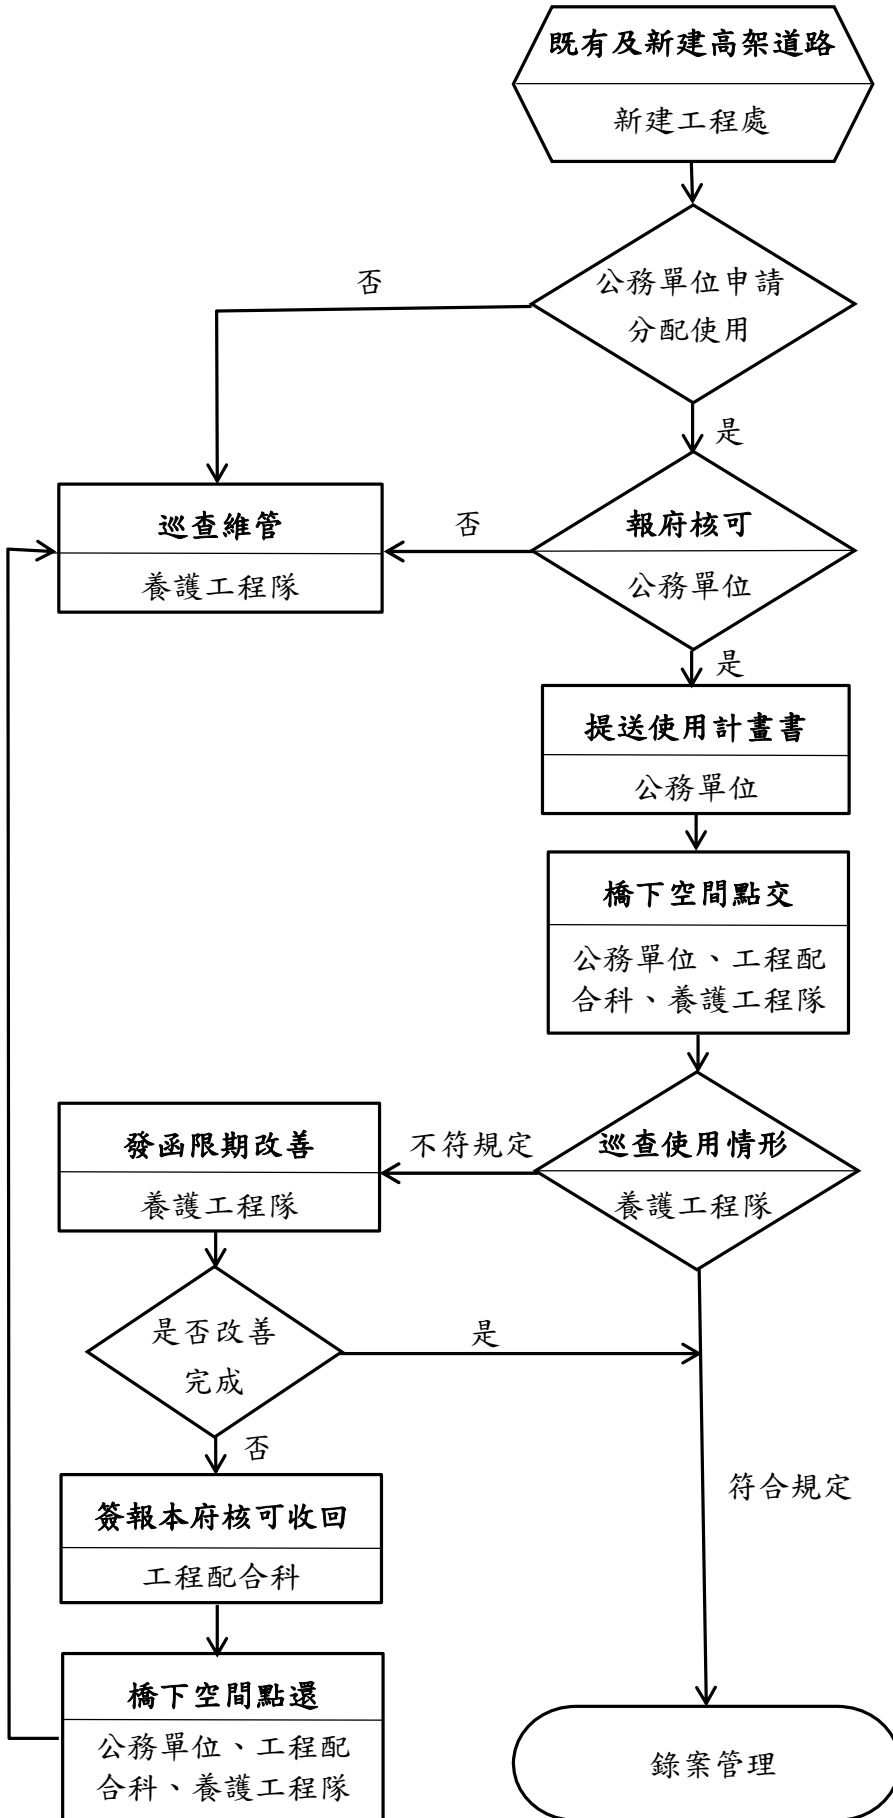 既有及新建高架道路
新建工程處
公務單位申請
分配使用
否
是
報府核可
公務單位
否
巡查維管
養護工程隊
是
提送使用計畫書
公務單位
橋下空間點交
公務單位、工程配
合科、養護工程隊
巡查使用情形
養護工程隊
不符規定
發函限期改善
養護工程隊
是否改善
完成
是
否
符合規定
簽報本府核可收回
工程配合科
橋下空間點還
公務單位、工程配
合科、養護工程隊
錄案管理